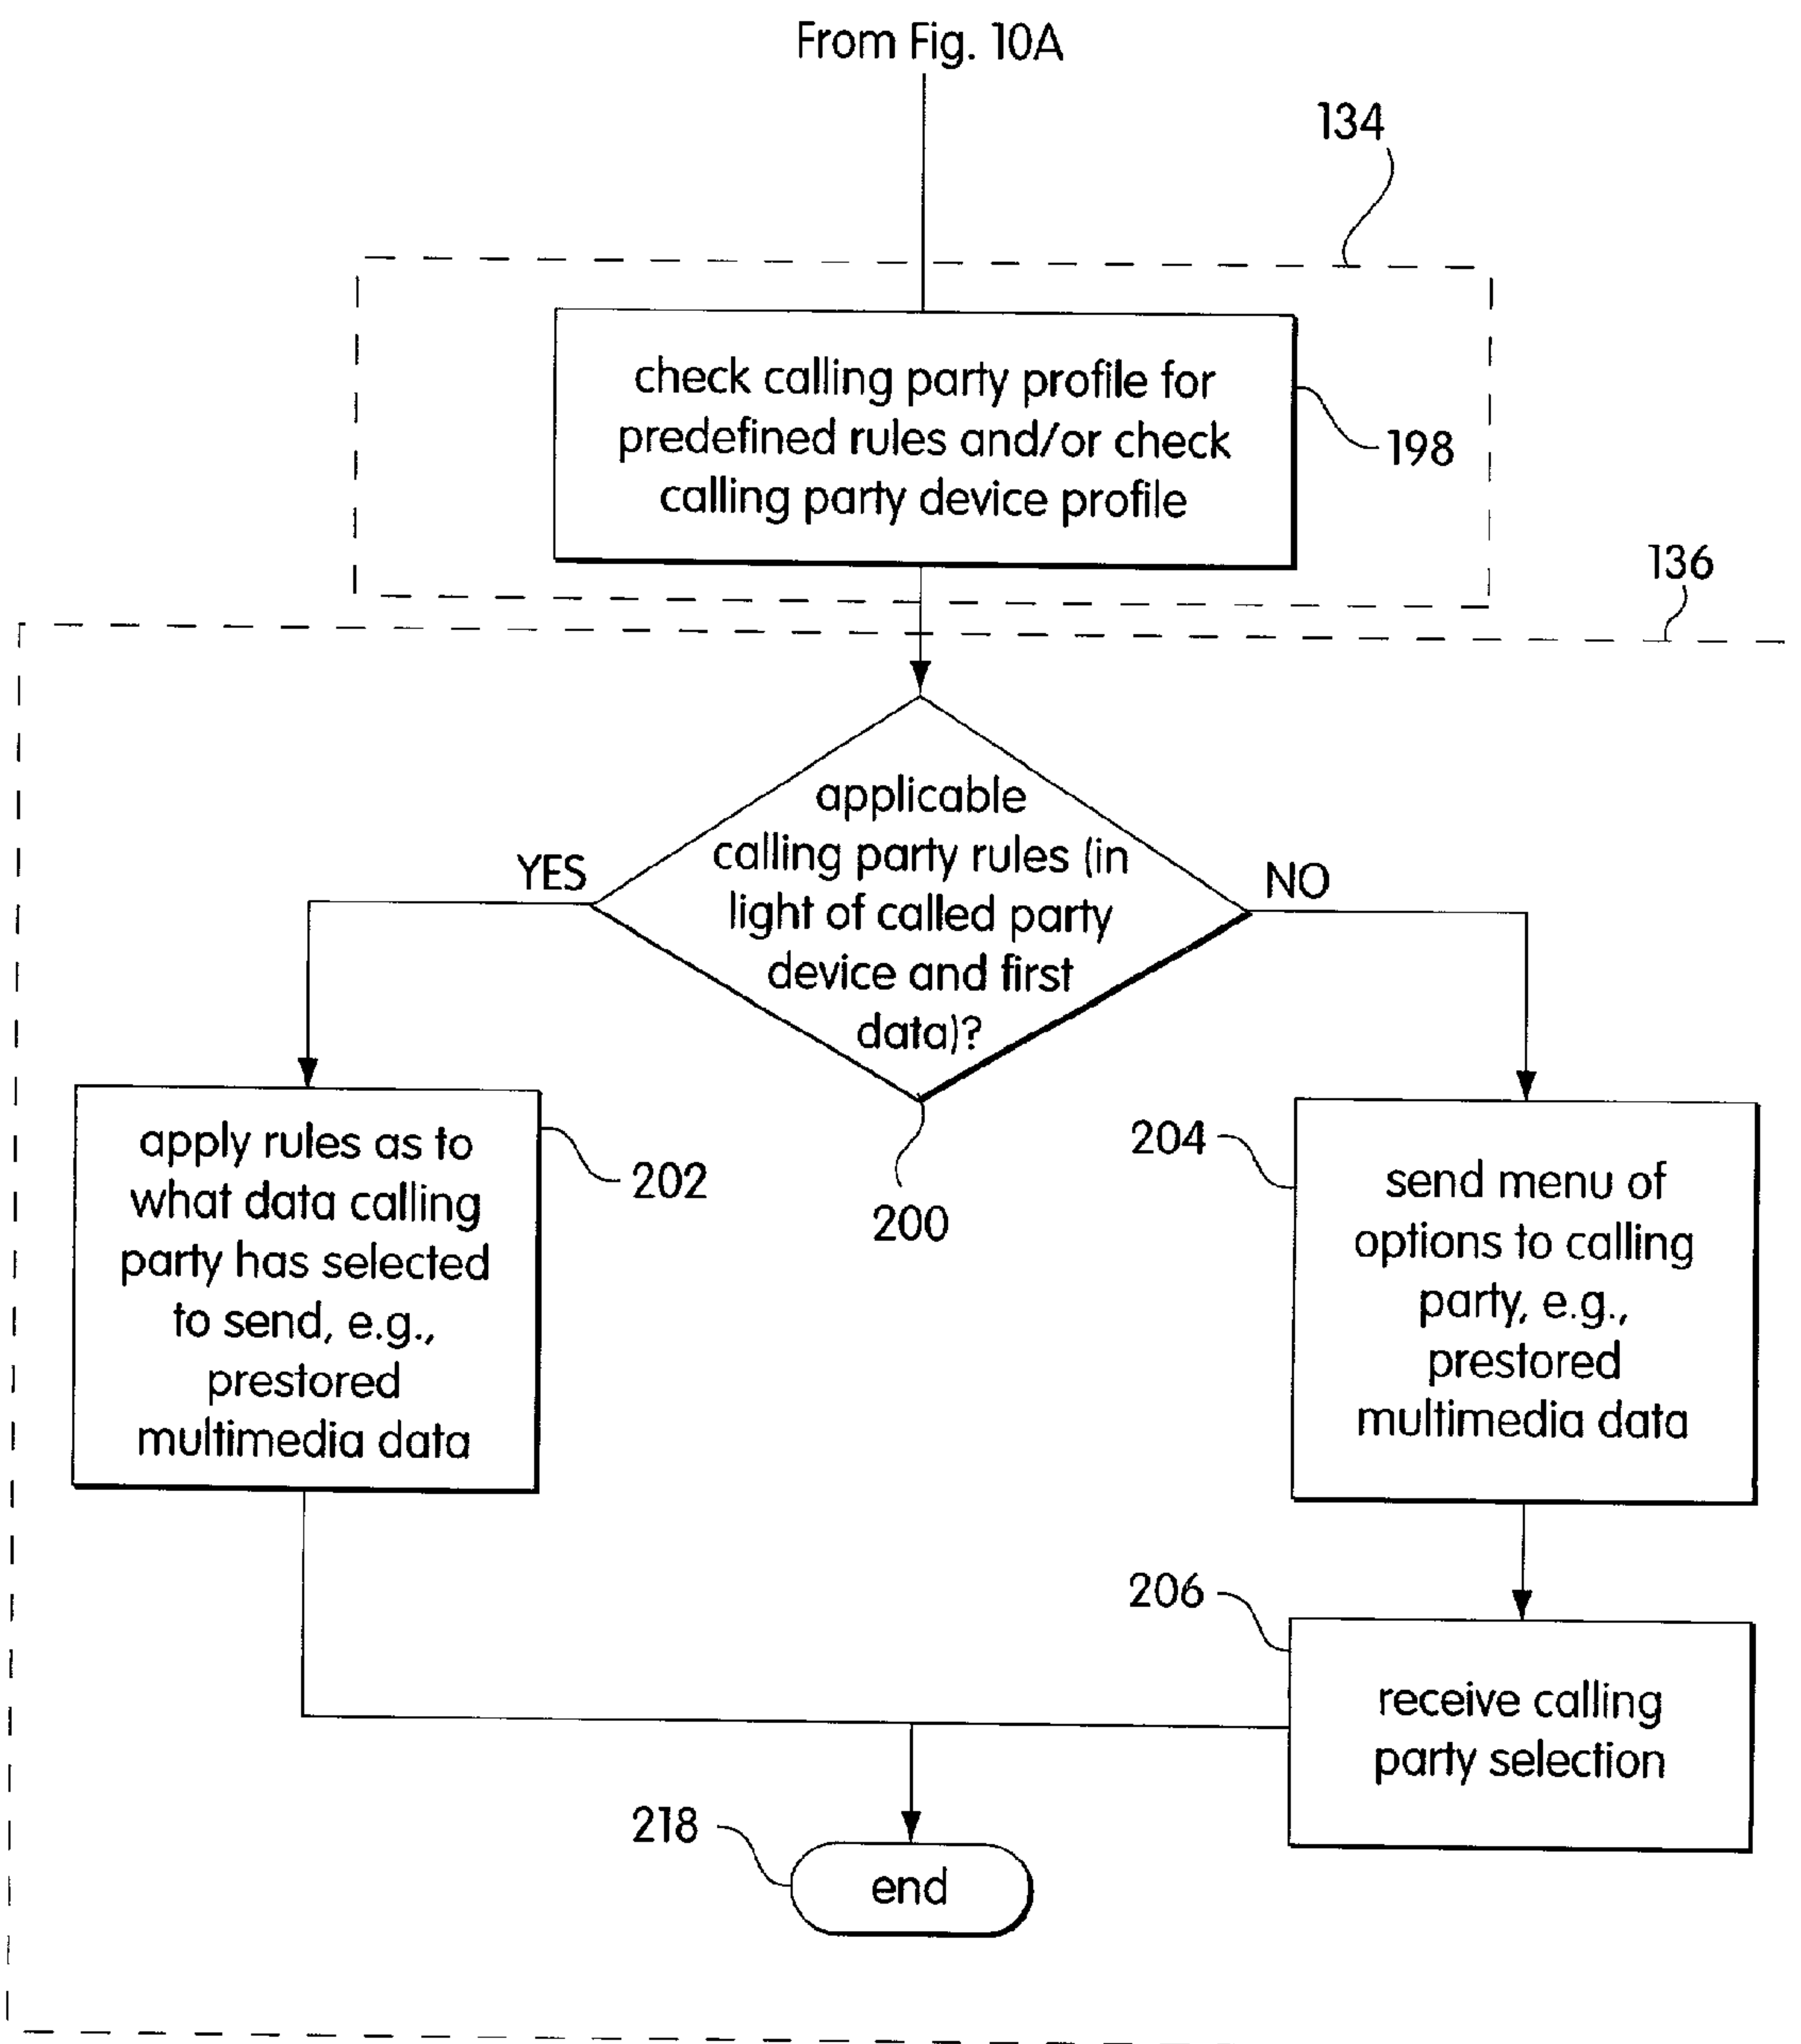 From Fig. 10A
134
check calling party profile for
predefined rules and/or check
calling party device profile
198
136
applicable
calling party rules (in
light of called party
device and first
data)?
YES
NO
200
apply rules as to
what data calling
party has selected
to send, e.g.,
prestored
multimedia data
202
204
send menu of
options to calling
party, e.g.,
prestored
multimedia data
206
receive calling
party selection
218
end